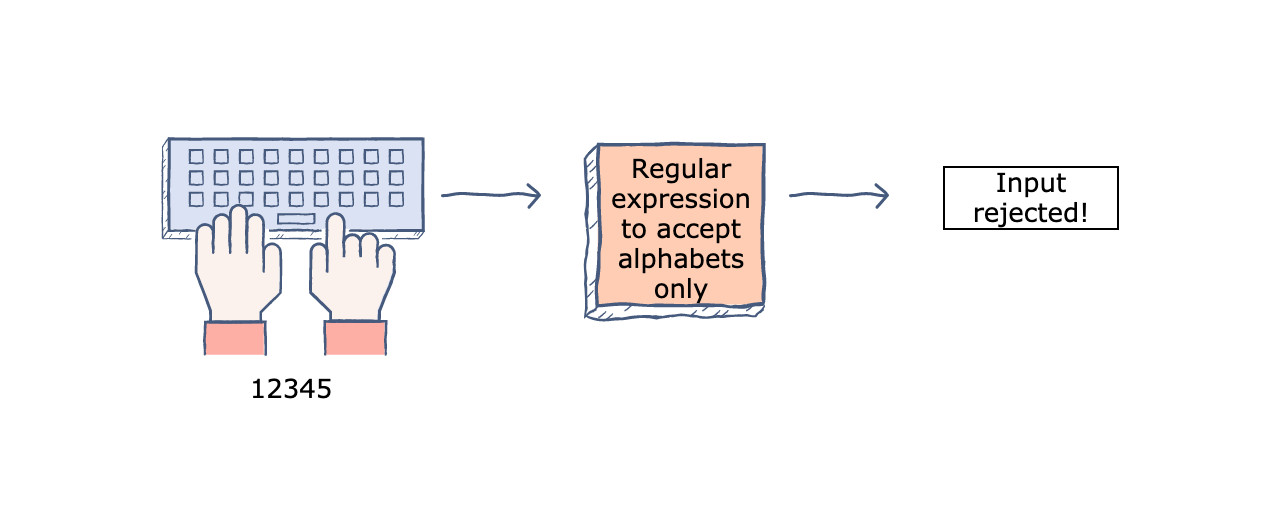 12345
Regular
expression
to accept
alphabets
only
Input
rejected!